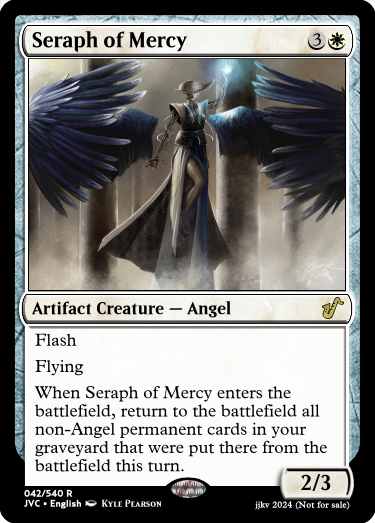 Seraph of Mercy 3
Artifact Creature — Angel
Flash
Flying
When Seraph of Mercy enters the
battlefield, return to the battlefield all
non-Angel permanent cards in your
graveyard that were put there from the
battlefield this turn.
2/3
042/540 R
JVC • English Kyle Pearson
jjkv 2024 (Not for sale)